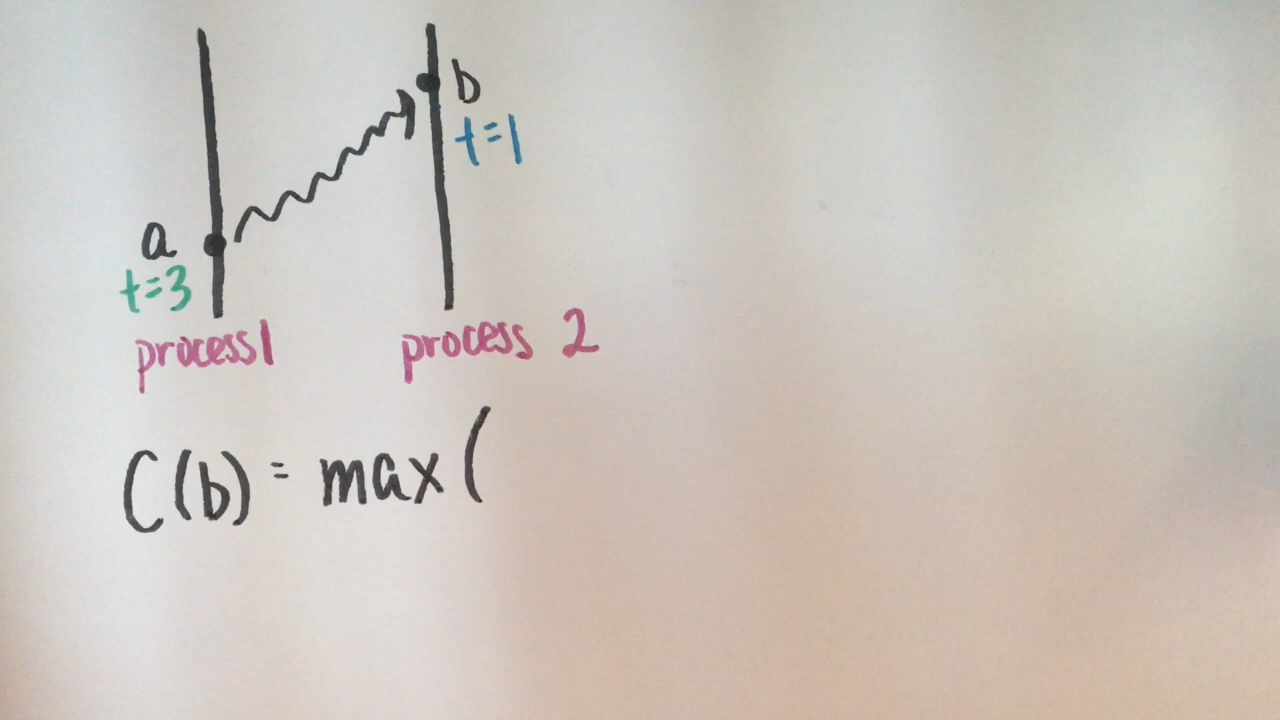 b
t=1
a
t=3
process1
process 2
C(b) = max(